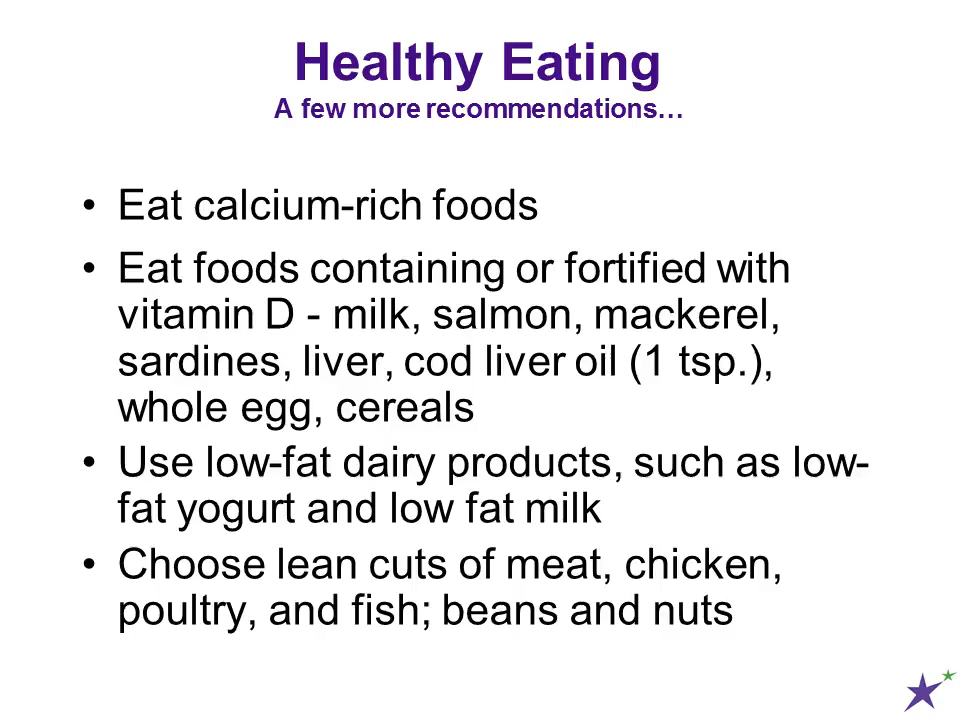 Healthy Eating
A few more recommendations…
• Eat calcium-rich foods
• Eat foods containing or fortified with
vitamin D - milk, salmon, mackerel,
sardines, liver, cod liver oil (1 tsp.),
whole egg, cereals
• Use low-fat dairy products, such as low-
fat yogurt and low fat milk
• Choose lean cuts of meat, chicken,
poultry, and fish; beans and nuts